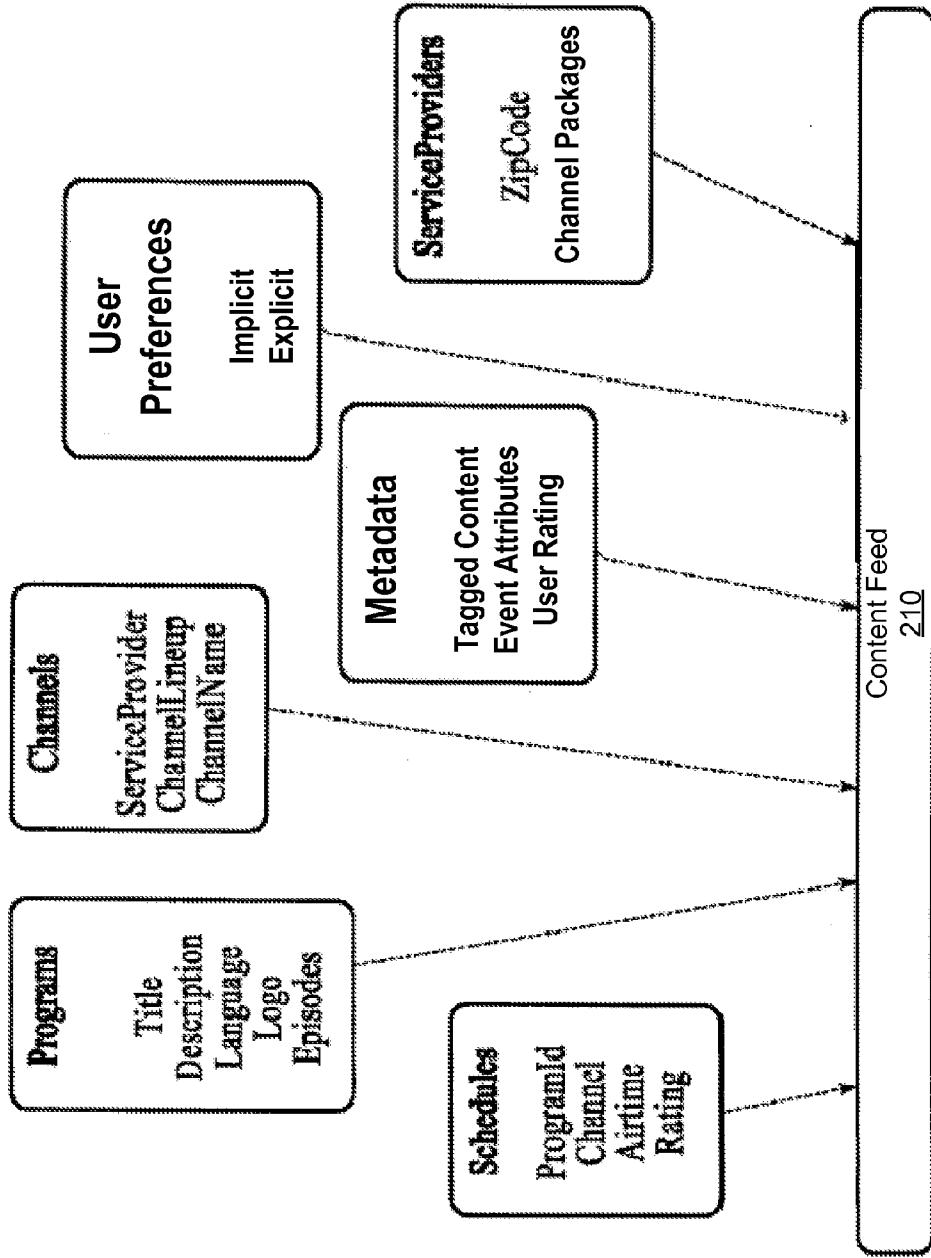 Programs
Title
Description
Language
Logo
Episodes
Channels
ServiceProvider
ChannelLineup
ChannelName
User
Preferences
Implicit
Explicit
Schedules
ProgramId
Channel
Airtime
Rating
Metadata
Tagged Content
Event Attributes
User Rating
ServiceProviders
ZipCode
Channel Packages
Content Feed
210